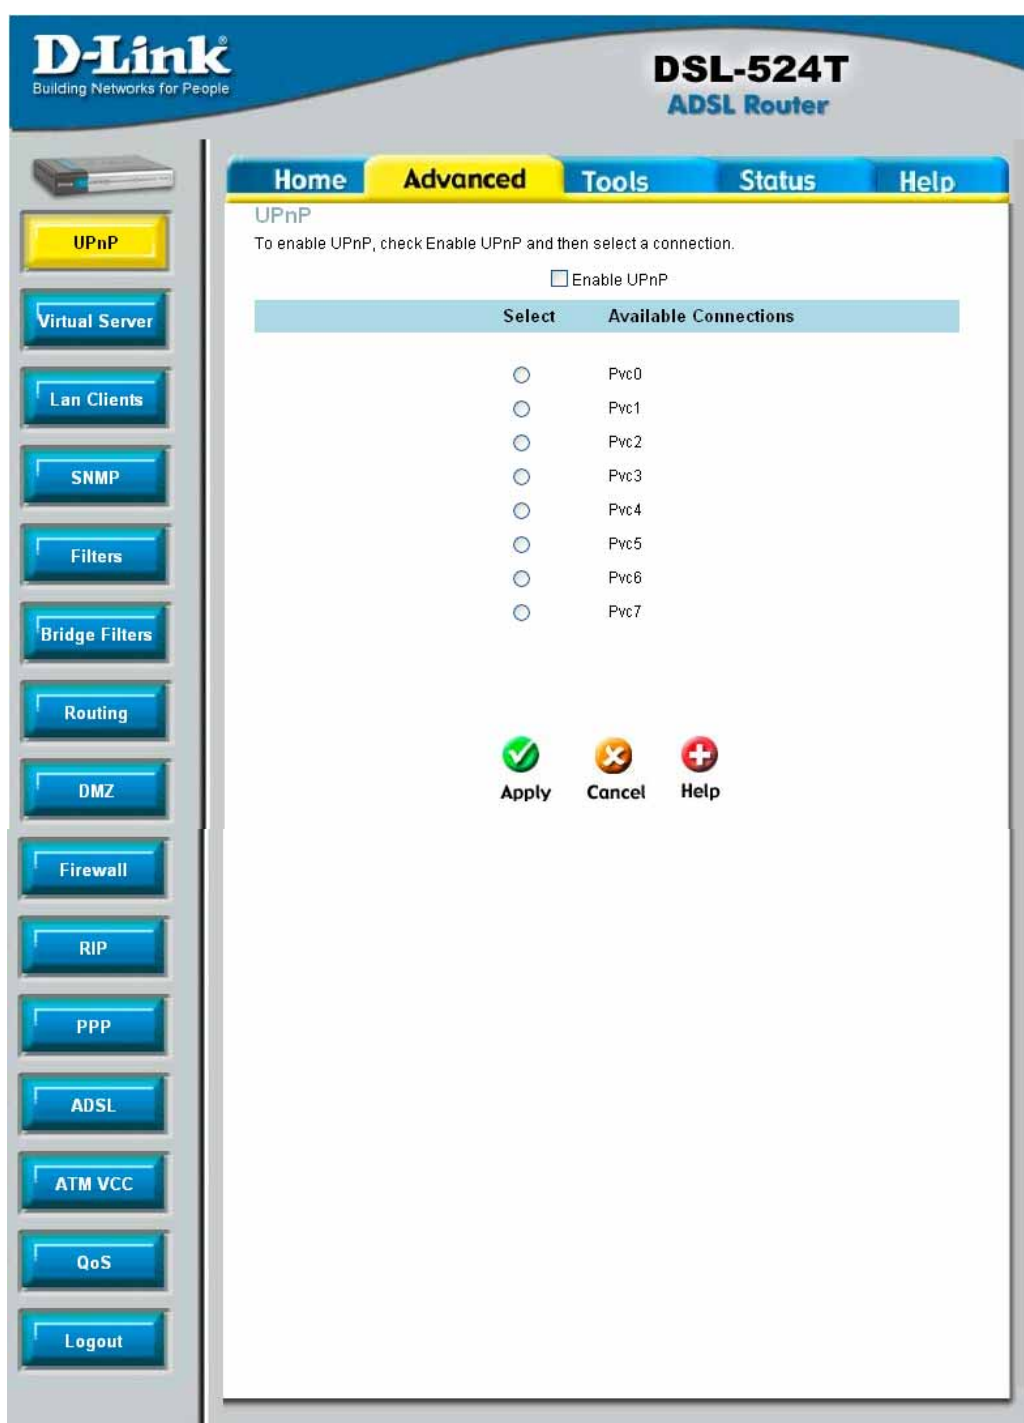 D-Link
Building Networks for People
DSL-524T
ADSL Router
Home Advanced Tools Status Help
UPnP
Virtual Server
Lan Clients
SNMP
Filters
Bridge Filters
Routing
DMZ
Firewall
RIP
PPP
ADSL
ATM VCC
QoS
Logout
UPnP
To enable UPnP, check Enable UPnP and then select a connection.
Enable UPnP
Select Available Connections
Pvc0
Pvc1
Pvc2
Pvc3
Pvc4
Pvc5
Pvc6
Pvc7
Apply Cancel Help